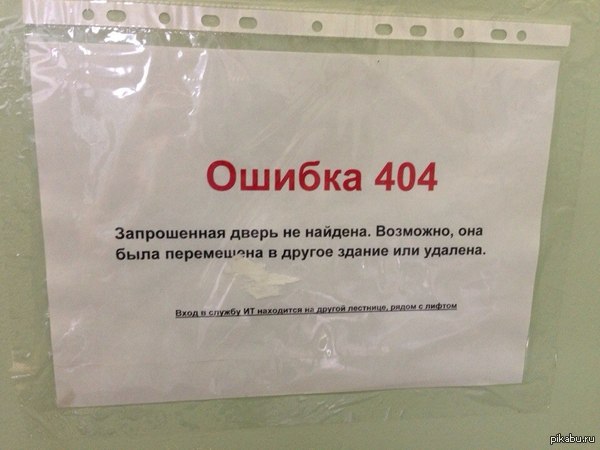 Ошибка 404
Запрошенная дверь не найдена. Возможно, она
была перемещена в другое здание или удалена.
Вход в службу ИТ находится на другой лестнице, рядом с лифтом
pikabu.ru